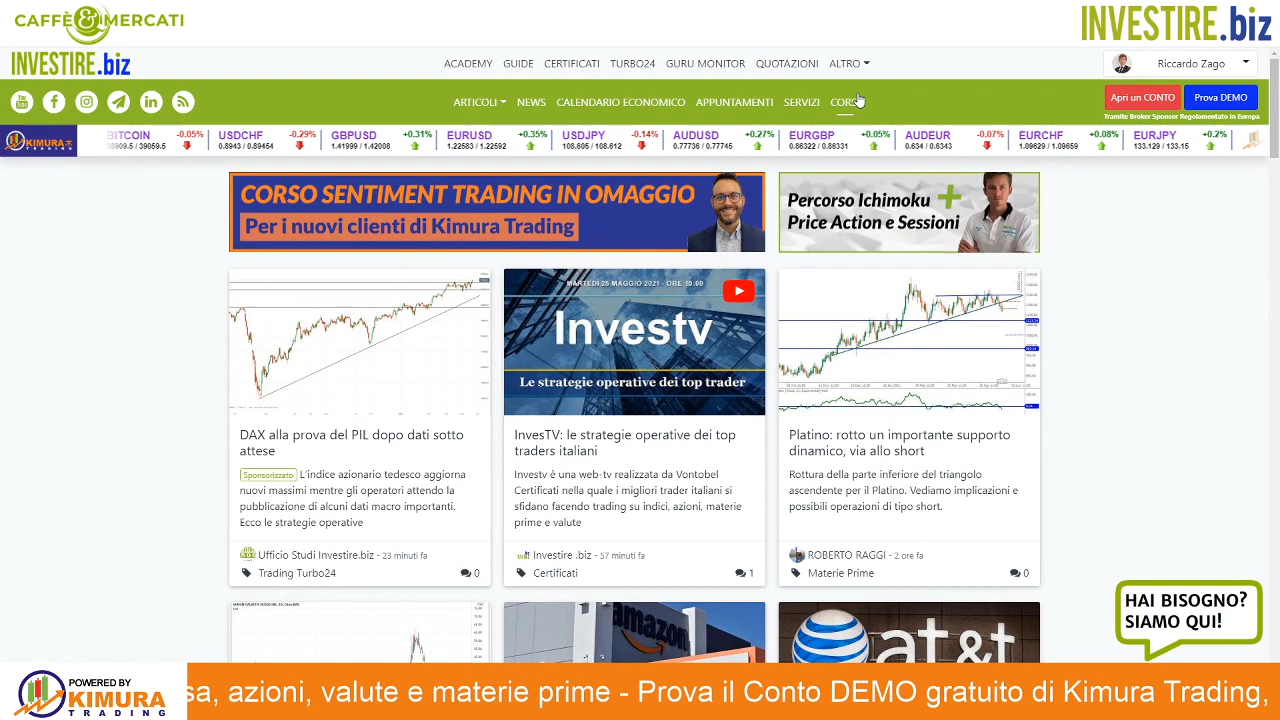 CAFFÈ & MERCATI
INVESTIRE.biz
INVESTIRE.biz
ACADEMY GUIDE CERTIFICATI TURBO24 GURU MONITOR QUOTAZIONI ALTRO
Riccardo Zago
ARTICOLI NEWS CALENDARIO ECONOMICO APPUNTAMENTI SERVIZI
Apri un CONTO Prova DEMO
Tramite Broker Sponsor Regolamentato in Europa
KIMURA
TRADING
BITCOIN -0.05% USDCHF -0.29% GBPUSD +0.31% EURUSD +0.35% USDJPY -0.14% AUDUSD +0.27% EURGBP +0.05% AUDEUR -0.07% EURCHF +0.08% EURJPY +0.2%
38909.5 / 39059.5 0.8943 / 0.89454 1.41999 / 1.42008 1.22583 / 1.22592 108.605 / 108.612 0.77736 / 0.77745 0.86322 / 0.86331 0.634 / 0.6343 1.09629 / 1.09659 133.129 / 133.15
CORSO SENTIMENT TRADING IN OMAGGIO
Per i nuovi clienti di Kimura Trading
Percorso Ichimoku +
Price Action e Sessioni
MARTEDÌ 25 MAGGIO 2021 - ORE 19:00
Investv
Le strategie operative dei top trader
DAX alla prova del PIL dopo dati sotto
attese
Sponsorizzato L'indice azionario tedesco aggiorna
nuovi massimi mentre gli operatori attendo la
pubblicazione di alcuni dati macro importanti.
Ecco le strategie operative
Ufficio Studi Investire.biz - 23 minuti fa
Trading Turbo24 0
InvesTV: le strategie operative dei top
traders italiani
Investv è una web-tv realizzata da Vontobel
Certificati nella quale i migliori trader italiani si
sfidano facendo trading su indici, azioni, materie
prime e valute
Investire .biz - 57 minuti fa
Certificati 1
Platino: rotto un importante supporto
dinamico, via allo short
Rottura della parte inferiore del triangolo
ascendente per il Platino. Vediamo implicazioni e
possibili operazioni di tipo short.
ROBERTO RAGGI - 2 ore fa
Materie Prime 0
amazon
at&t
HAI BISOGNO?
SIAMO QUI!
POWERED BY
KIMURA
TRADING
sa, azioni, valute e materie prime - Prova il Conto DEMO gratuito di Kimura Trading,